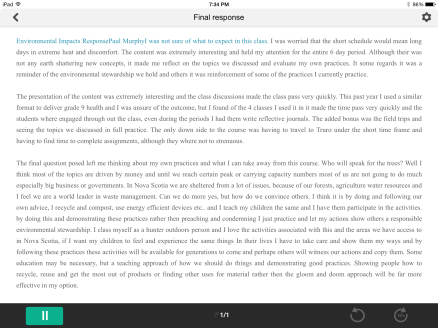 iPad
7:34 PM
86%
Final response
Environmental Impacts ResponsePaul MurphyI was not sure of what to expect in this class. I was worried that the short schedule would mean long
days in extreme heat and discomfort. The content was extremely interesting and held my attention for the entire 6 day period. Although their was
not any earth shattering new concepts, it made me reflect on the topics we discussed and evaluate my own practices. It some regards it was a
reminder of the environmental stewardship we hold and others it was reinforcement of some of the practices I currently practice.
The presentation of the content was extremely interesting and the class discussions made the class pass very quickly. This past year I used a similar
format to deliver grade 9 health and I was unsure of the outcome, but I found of the 4 classes I used it in it made the time pass very quickly and the
students where engaged through out the class, even during the periods I had them write reflective journals. The added bonus was the field trips and
seeing the topics we discussed in full practice. The only down side to the course was having to travel to Truro under the short time frame and
having to find time to complete assignments, although they where not to strenuous.
The final question posed left me thinking about my own practices and what I can take away from this course. Who will speak for the trees? Well I
think most of the topics are driven by money and until we reach certain peak or carrying capacity numbers most of us are not going to do much
especially big business or governments. In Nova Scotia we are sheltered from a lot of issues, because of our forests, agriculture water resources and
I feel we are a world leader in waste management. Can we do more yes, but how do we convince others. I think it is by doing and following our
own advice, I recycle and compost, use energy efficient devices etc.. and I teach my children the same and I have them participate in the activities.
by doing this and demonstrating these practices rather then preaching and condemning I just practice and let my actions show others a responsible
environmental stewardship. I class myself as a hunter outdoors person and I love the activities associated with this and the areas we have access to
in Nova Scotia, if I want my children to feel and experience the same things In their lives I have to take care and show them my ways and by
following these practices these activities will be available for generations to come and perhaps others will witness our actions and copy them. Some
education may be necessary, but a teaching approach of how we should do things and demonstrating good practices. Showing people how to
recycle, reuse and get the most out of products or finding other uses for material rather then the gloom and doom approach will be far more
effective in my opinion.
1/1